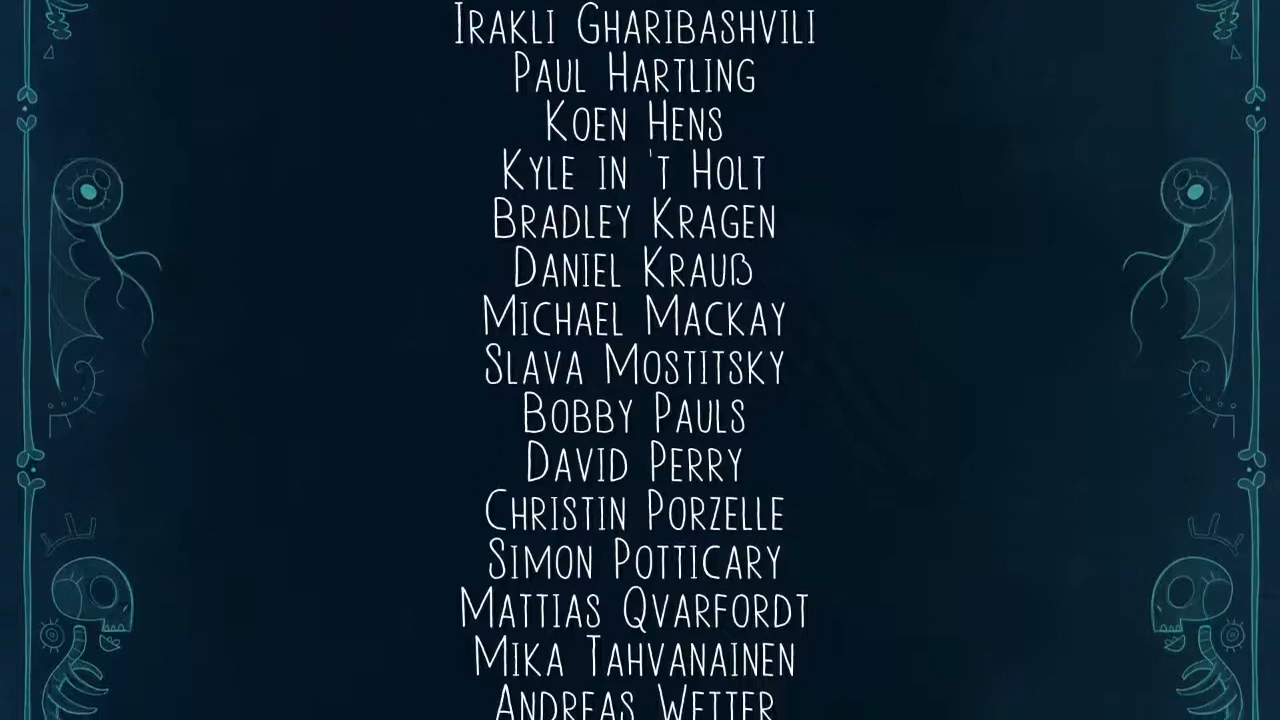 IRAKLI GHARIBASHVILI
PAUL HARTLING
KOEN HENS
KYLE IN 'T HOLT
BRADLEY KRAGEN
DANIEL KRAUß
MICHAEL MACKAY
SLAVA MOSTITSKY
BOBBY PAULS
DAVID PERRY
CHRISTIN PORZELLE
SIMON POTTICARY
MATTIAS QVARFORDT
MIKA TAHVANAINEN
ANDREAS WETTER